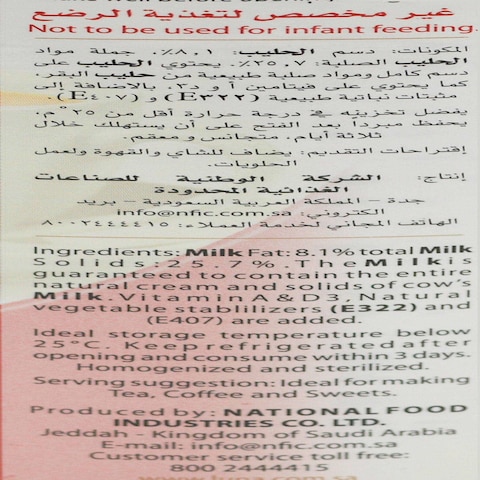 غير مخصص لتغذية الرضع
Not to be used for infant feeding.
المكونات: دسم الحليب: ٨,١٪. جملة مواد
الحليب الصلبة: ٢٥,٧٪. يحتوي الحليب على
دسم كامل ومواد صلبة طبيعية من حليب البقر.
كما يحتوي على فيتامين أ و د٣. بالاضافة إلى
مثبتات نباتية طبيعية (E٣٢٢) و (E٤٠٧).
يفضل تخزينه في درجة حرارة أقل من ٢٥°م.
يحفظ مبرداً بعد الفتح على أن يستهلك خلال
ثلاثة أيام. متجانس و معقم.
إقتراحات التقديم: يضاف للشاي والقهوة ولعمل
الحلويات.
إنتاج: الشركة الوطنية للصناعات
الغذائية المحدودة
جدة – المملكة العربية السعودية – بريد
الكتروني: info@nfic.com.sa
الهاتف المجاني لخدمة العملاء: ٨٠٠٢٤٤٤٤١٥
Ingredients: Milk Fat: 8.1% total Milk
Solids: 25.7%. The Milk is
guaranteed to contain the entire
natural cream and solids of cow's
Milk. Vitamin A & D3, Natural
vegetable stablilizers (E322) and
(E407) are added.
Ideal storage temperature below
25°C. Keep refrigerated after
opening and consume within 3 days.
Homogenized and sterilized.
Serving suggestion: Ideal for making
Tea, Coffee and Sweets.
Produced by: NATIONAL FOOD
INDUSTRIES CO. LTD.
Jeddah - Kingdom of Saudi Arabia
E-mail: info@nfic.com.sa
Customer service toll free:
800 2444415
www.luna.com.sa